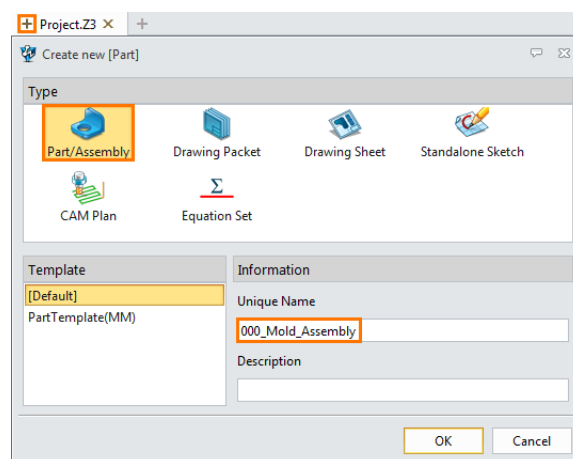 + Project.Z3 × +
Create new [Part]
Type
Part/Assembly Drawing Packet Drawing Sheet Standalone Sketch
Σ
CAM Plan Equation Set
Template Information
[Default] Unique Name
PartTemplate(MM)
000_Mold_Assembly
Description
OK Cancel